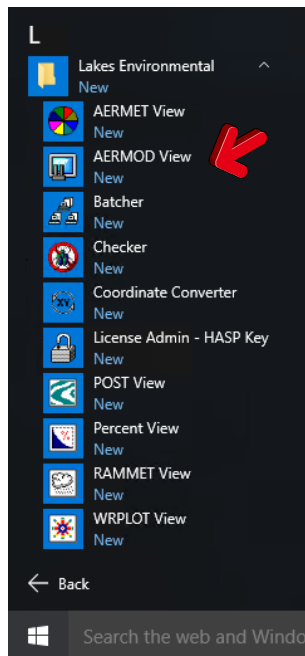 L
Lakes Environmental
New
AERMET View
New
AERMOD View
New
Batcher
New
Checker
New
Coordinate Converter
New
License Admin - HASP Key
New
POST View
New
Percent View
New
RAMMET View
New
WRPLOT View
New
Back
Search the web and Windo